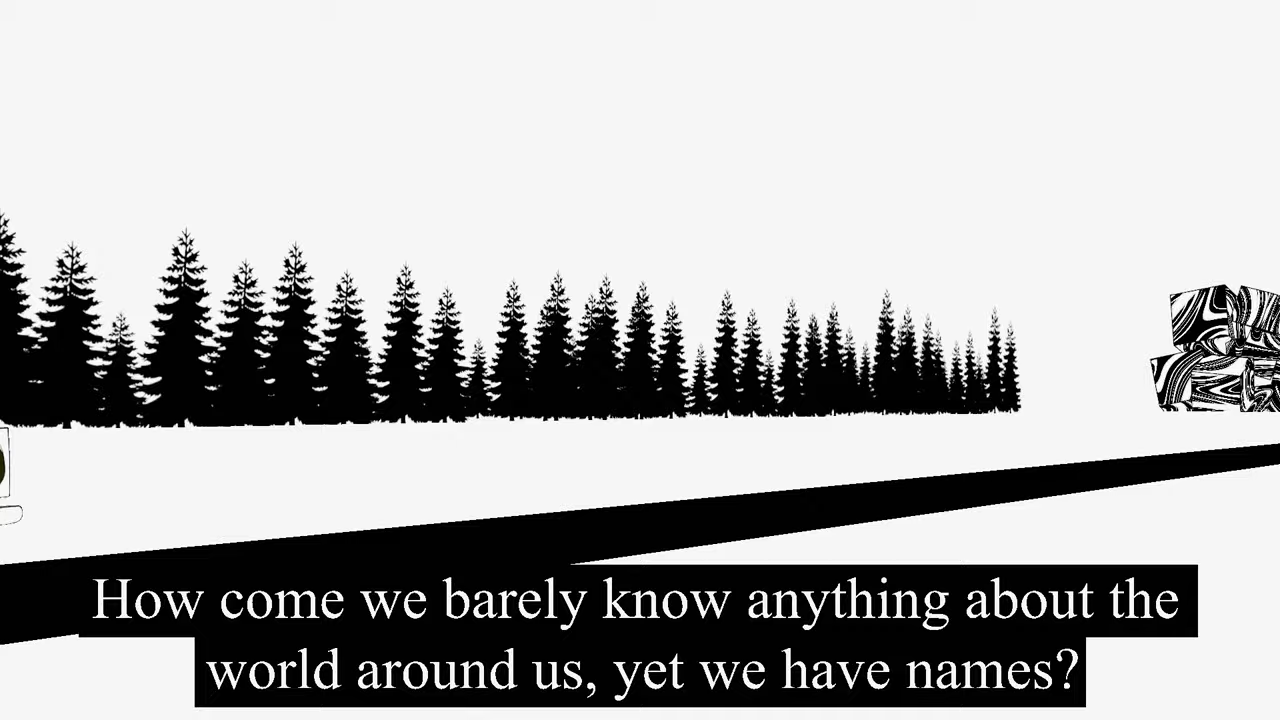 How come we barely know anything about the
world around us, yet we have names?